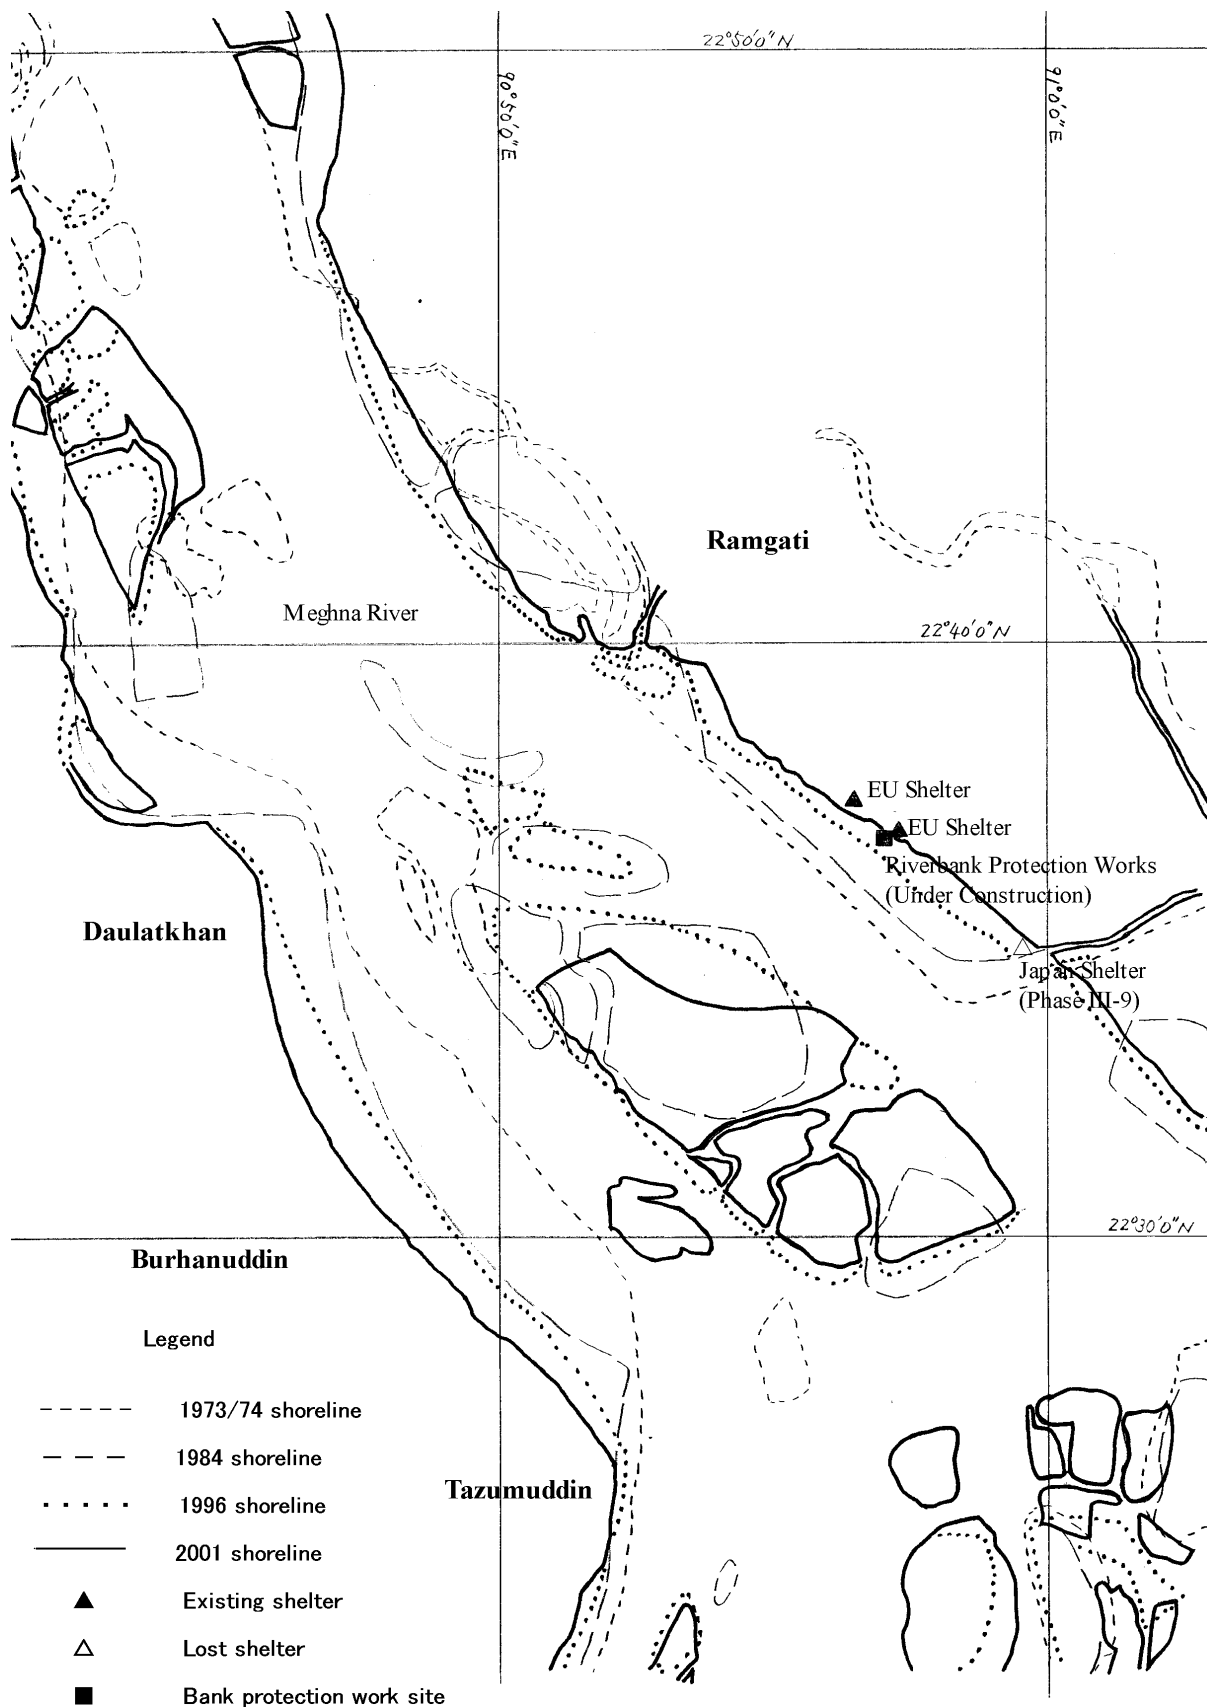 22°50'0"N
90°50'0"E
91°0'0"E
Ramgati
Meghna River
22°40'0"N
EU Shelter
EU Shelter
Riverbank Protection Works
(Under Construction)
Daulatkhan
Japan Shelter
(Phase III-9)
22°30'0"N
Burhanuddin
Legend
1973/74 shoreline
1984 shoreline
1996 shoreline
Tazumuddin
2001 shoreline
Existing shelter
Lost shelter
Bank protection work site